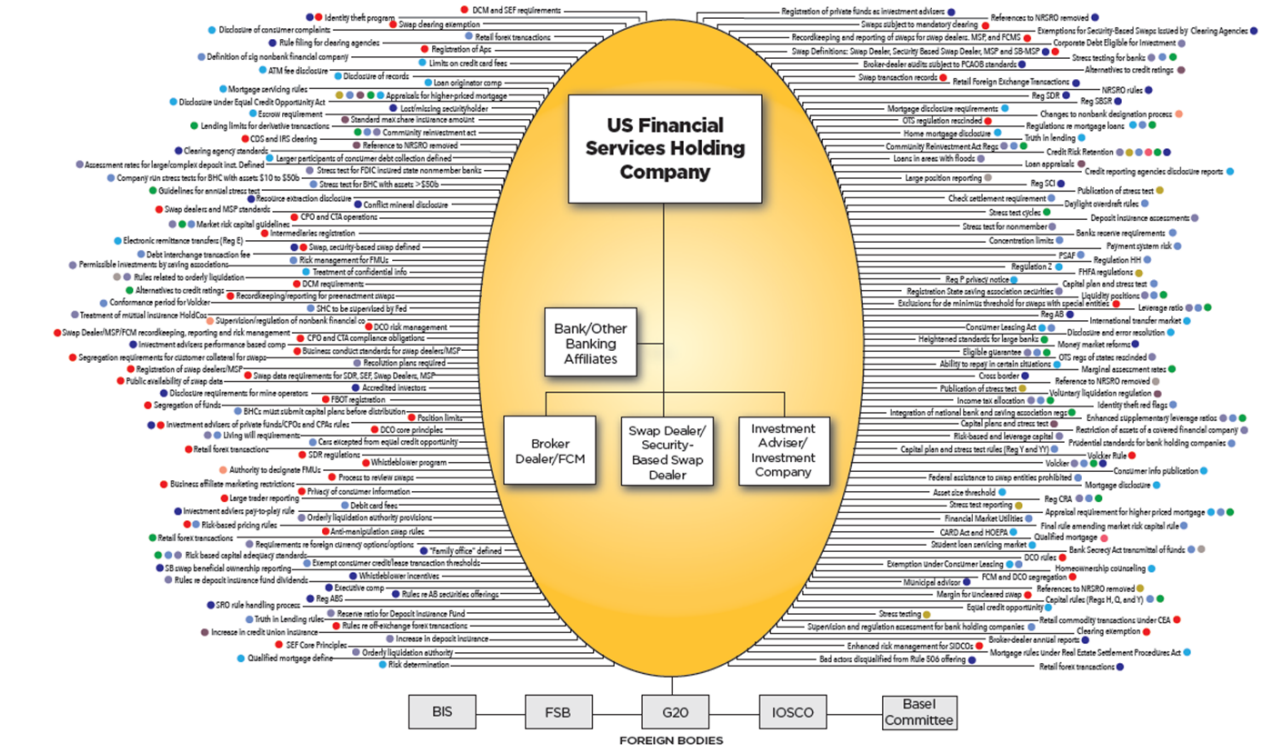 DCM and SEF requirements
Identity theft program
Swap clearing exemption
Disclosure of consumer complaints
Retail forex transactions
Rule filing for clearing agencies
Registration of Aps
Definition of sig nonbank financial company
Limits on credit card fees
ATM fee disclosure
Disclosure of records
Loan originator comp
Mortgage servicing rules
Appraisals for higher-priced mortgage
Disclosure under Equal Credit Opportunity Act
Lost/missing securityholder
Escrow requirement
Standard max share insurance amount
Lending limits for derivative transactions
Community reinvestment act
CDS and IRS clearing
Reference to NRSRO removed
Clearing agency standards
Larger participants of consumer debt collection defined
Assessment rates for large/complex deposit inst. Defined
Stress test for FDIC insured state nonmember banks
Company run stress tests for BHC with assets $10 to $50b
Stress test for BHC with assets >$50b
Guidelines for annual stress test
Resource extraction disclosure
Conflict mineral disclosure
Swap dealers and MSP standards
CPO and CTA operations
Market risk capital guidelines
Intermediaries registration
Electronic remittance transfers (Reg E)
Swap, security-based swap defined
Debit interchange transaction fee
Risk management for FMUs
Permissible investments by saving associations
Treatment of confidential info
Rules related to orderly liquidation
DCM requirements
Alternatives to credit ratings
Recordkeeping/reporting for preenactment swaps
Conformance period for Volcker
SHC to be supervised by Fed
Treatment of mutual insurance HoldCos
Supervision/regulation of nonbank financial co
DCO risk management
Swap Dealer/MSP/FCM recordkeeping, reporting and risk management
CPO and CTA compliance obligations
Investment advisers performance based comp
Business conduct standards for swap dealers/MSP
Segregation requirements for customer collateral for swaps
Resolution plans required
Registration of swap dealers/MSP
Swap data requirements for SDR, SEF, Swap Dealers, MSP
Public availability of swap data
Accredited investors
Disclosure requirements for mine operators
FBOT registration
Segregation of funds
BHCs must submit capital plans before distribution
Position limits
Investment advisers of private funds/CPOs and CPAs rules
DCO core principles
Living will requirements
Cars excepted from equal credit opportunity
Retail forex transactions
SDR regulations
Whistleblower program
Authority to designate FMUs
Process to review swaps
Business affiliate marketing restrictions
Privacy of consumer information
Large trader reporting
Debit card fees
Investment advisers pay-to-play rule
Orderly liquidation authority provisions
Risk-based pricing rules
Anti-manipulation swap rules
Retail forex transactions
Requirements re foreign currency options/options
"Family office" defined
Risk based capital adequacy standards
Exempt consumer credit/lease transaction thresholds
SB swap beneficial ownership reporting
Whistleblower incentives
Rules re deposit insurance fund dividends
Executive comp
Rules re AB securities offerings
Reg ABS
SRO rule handling process
Reserve ratio for Deposit insurance Fund
Truth in Lending rules
Rules re off-exchange forex transactions
Increase in credit union insurance
Increase in deposit insurance
SEF Core Principles
Orderly liquidation authority
Qualified mortgage define
Risk determination
US Financial
Services Holding
Company
Bank/Other
Banking
Affiliates
Broker
Dealer/FCM
Swap Dealer/
Security-
Based Swap
Dealer
Investment
Adviser/
Investment
Company
Registration of private funds as investment advisers
References to NRSRO removed
Swaps subject to mandatory clearing
Exemptions for Security-Based Swaps Issued by Clearing Agencies
Recordkeeping and reporting of swaps for swap dealers. MSP, and FCMS
Corporate Debt Eligible for Investment
Swap Definitions: Swap Dealer, Security Based Swap Dealer, MSP and SB-MSP
Stress testing for banks
Broker-dealer audits subject to PCAOB standards
Alternatives to credit ratings
Swap transaction records
Retail Foreign Exchange Transactions
NRSRO rules
Reg SDR
Reg SBSR
Mortgage disclosure requirements
Changes to nonbank designation process
OTS regulation rescinded
Regulations re mortgage loans
Home mortgage disclosure
Truth in lending
Community Reinvestment Act Regs
Credit Risk Retention
Loans in areas with floods
Loan appraisals
Credit reporting agencies disclosure reports
Large position reporting
Reg SCI
Publication of stress test
Check settlement requirement
Daylight overdraft rules
Stress test cycles
Deposit insurance assessments
Stress test for nonmember
Banks reserve requirements
Concentration limits
Payment system risk
PSAF
Regulation HH
Regulation Z
FHFA regulations
Reg P privacy notice
Capital plan and stress test
Registration State saving association securities
Liquidity positions
Exclusions for de minimus threshold for swaps with special entities
Leverage ratio
Reg AB
International transfer market
Consumer Leasing Act
Disclosure and error resolution
Heightened standards for large banks
Money market reforms
Eligible guarantee
OTS regs of states rescinded
Ability to repay in certain situations
Marginal assessment rates
Cross border
Reference to NRSRO removed
Publication of stress test
Voluntary liquidation regulation
Income tax allocation
Identity theft red flags
Integration of national bank and saving association regs
Enhanced supplementary leverage ratios
Capital plans and stress test
Restriction of assets of a covered financial company
Risk-based and leverage capital
Prudential standards for bank holding companies
Capital plan and stress test rules (Reg Y and YY)
Volcker Rule
Volcker
Consumer info publication
Federal assistance to swap entities prohibited
Mortgage disclosure
Asset size threshold
Reg CRA
Stress test reporting
Appraisal requirement for higher priced mortgage
Financial Market Utilities
Final rule amending market risk capital rule
CARD Act and HOEPA
Qualified mortgage
Student loan servicing market
Bank Secrecy Act transmittal of funds
DCO rules
Exemption under Consumer Leasing
Homeownership counseling
FCM and DCO segregation
Municipal advisor
References to NRSRO removed
Margin for uncleared swap
Capital rules (Regs H, Q, and Y)
Equal credit opportunity
Stress testing
Retail commodity transactions under CEA
Supervision and regulation assessment for bank holding companies
Clearing exemption
Broker-dealer annual reports
Enhanced risk management for SIDCOs
Mortgage rules under Real Estate Settlement Procedures Act
Bad actors disqualified from Rule 506 offering
Retail forex transactions
BIS
FSB
G20
IOSCO
Basel
Committee
FOREIGN BODIES